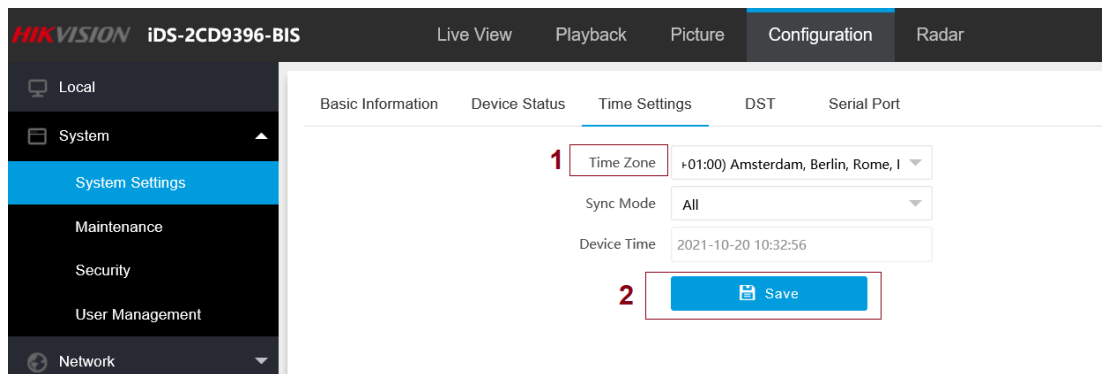 HIKVISION iDS-2CD9396-BIS Live View Playback Picture Configuration Radar
Local
System
System Settings
Maintenance
Security
User Management
Network
Basic Information Device Status Time Settings DST Serial Port
1 Time Zone +01:00) Amsterdam, Berlin, Rome, I
Sync Mode All
Device Time 2021-10-20 10:32:56
2 Save